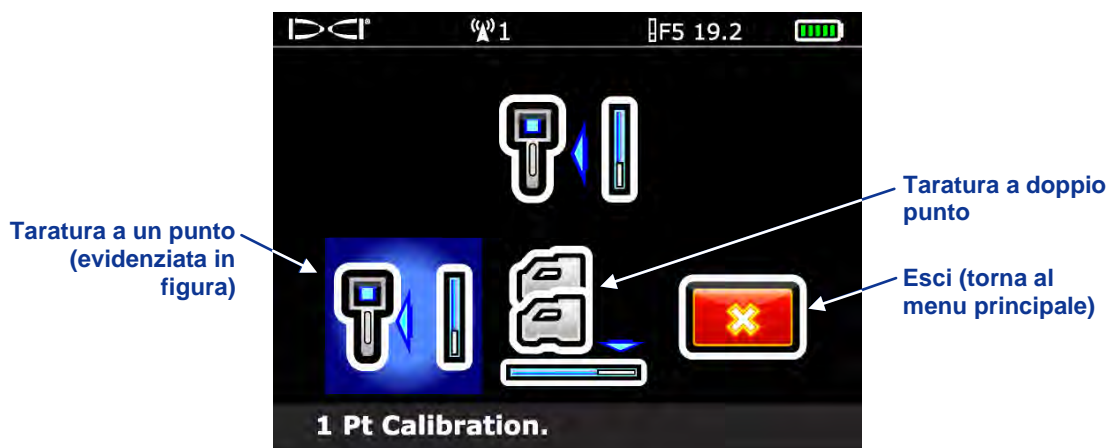 DCI®
1
F5 19.2
Taratura a un punto
(evidenziata in
figura)
Taratura a doppio
punto
Esci (torna al
menu principale)
1 Pt Calibration.